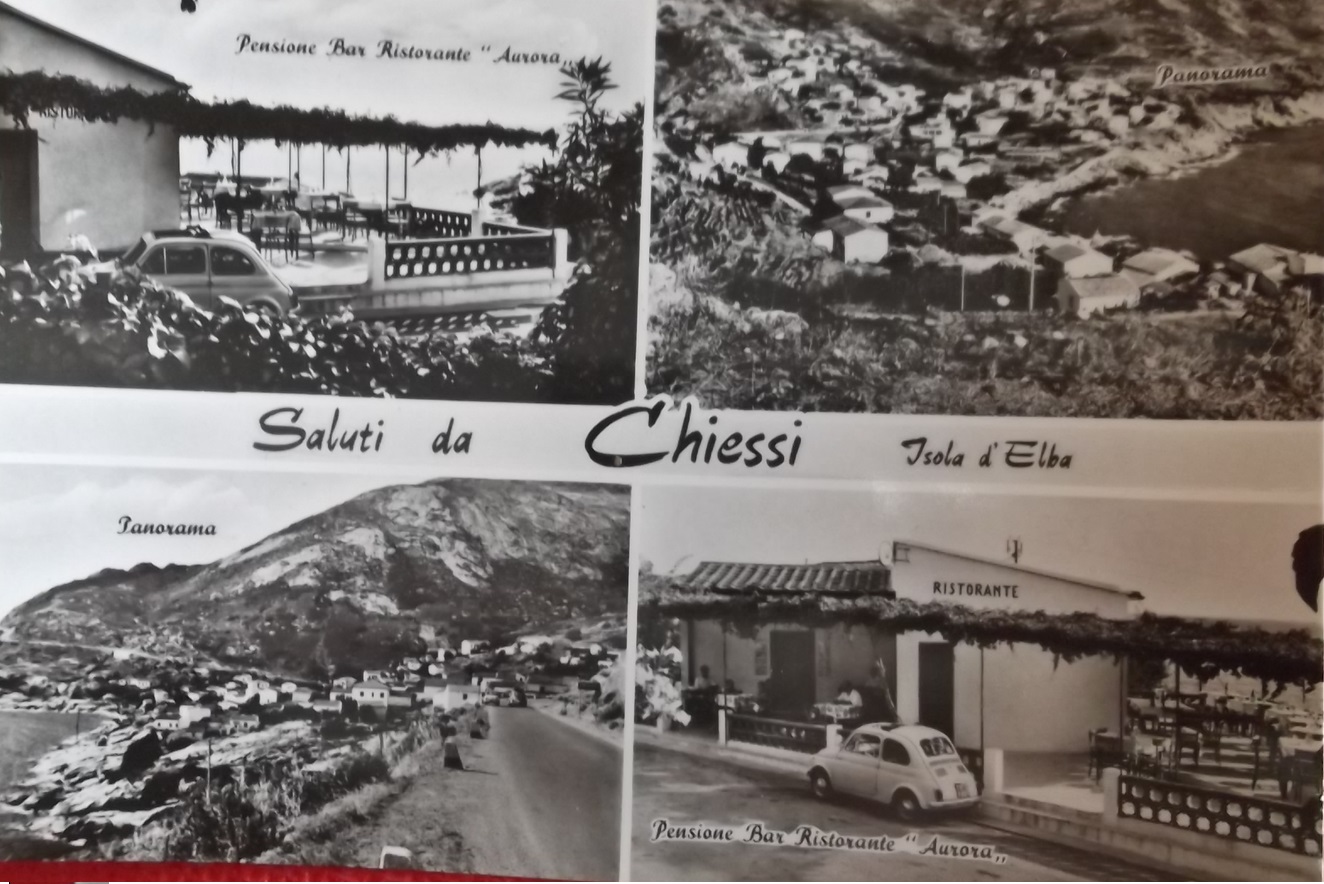 Pensione Bar Ristorante “Aurora„
Panorama
Saluti da Chiessi Isola d'Elba
Panorama
RISTORANTE
Pensione Bar Ristorante “Aurora„